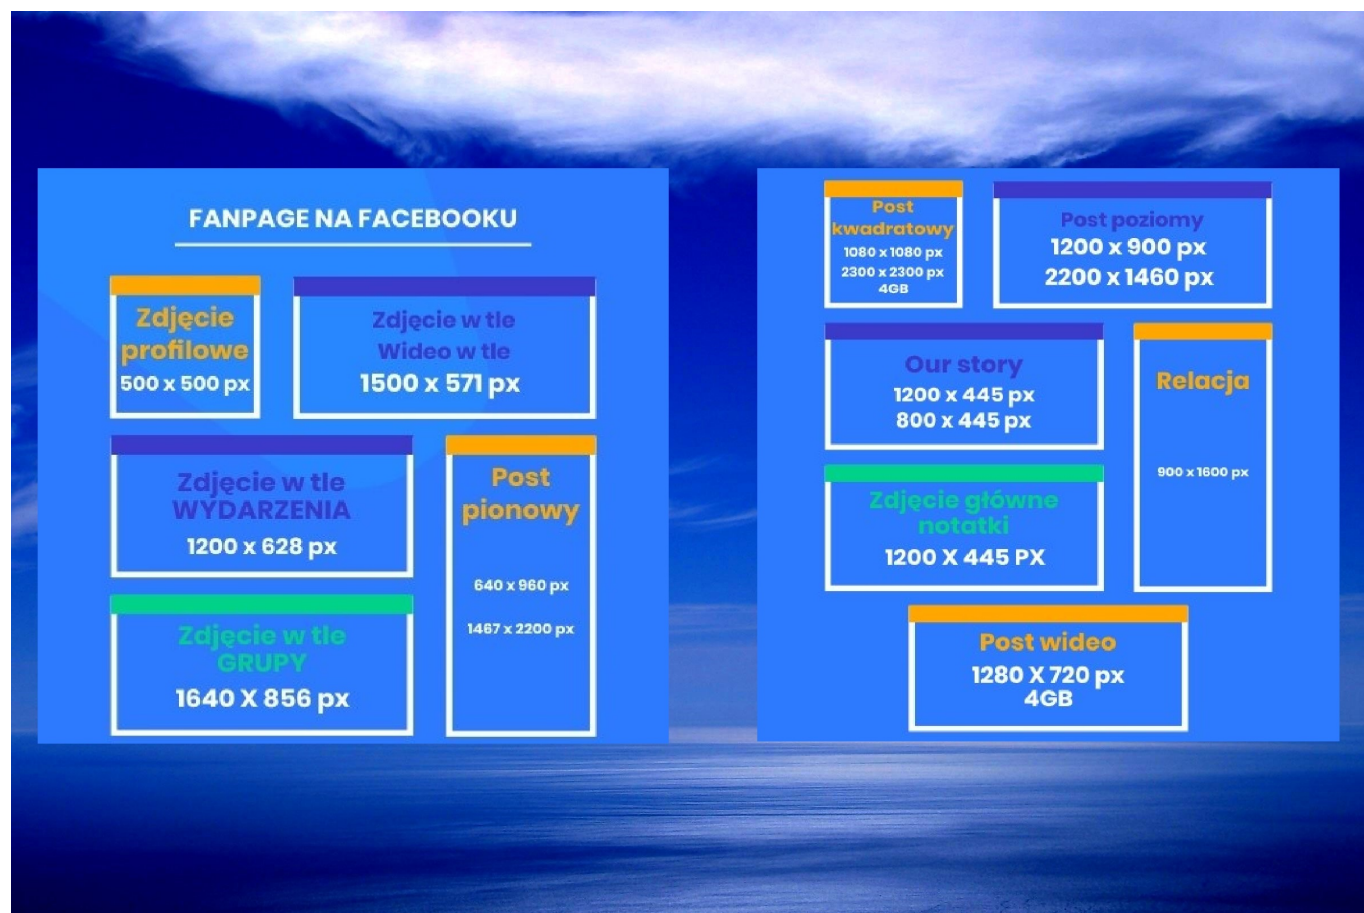 FANPAGE NA FACEBOOKU
Zdjęcie
profilowe
500 x 500 px
Zdjęcie w tle
Wideo w tle
1500 x 571 px
Zdjęcie w tle
WYDARZENIA
1200 x 628 px
Post
pionowy
640 x 960 px
1467 x 2200 px
Zdjęcie w tle
GRUPY
1640 X 856 px
Post
kwadratowy
1080 x 1080 px
2300 x 2300 px
4GB
Post poziomy
1200 x 900 px
2200 x 1460 px
Our story
1200 x 445 px
800 x 445 px
Relacja
900 x 1600 px
Zdjęcie główne
notatki
1200 X 445 PX
Post wideo
1280 X 720 px
4GB